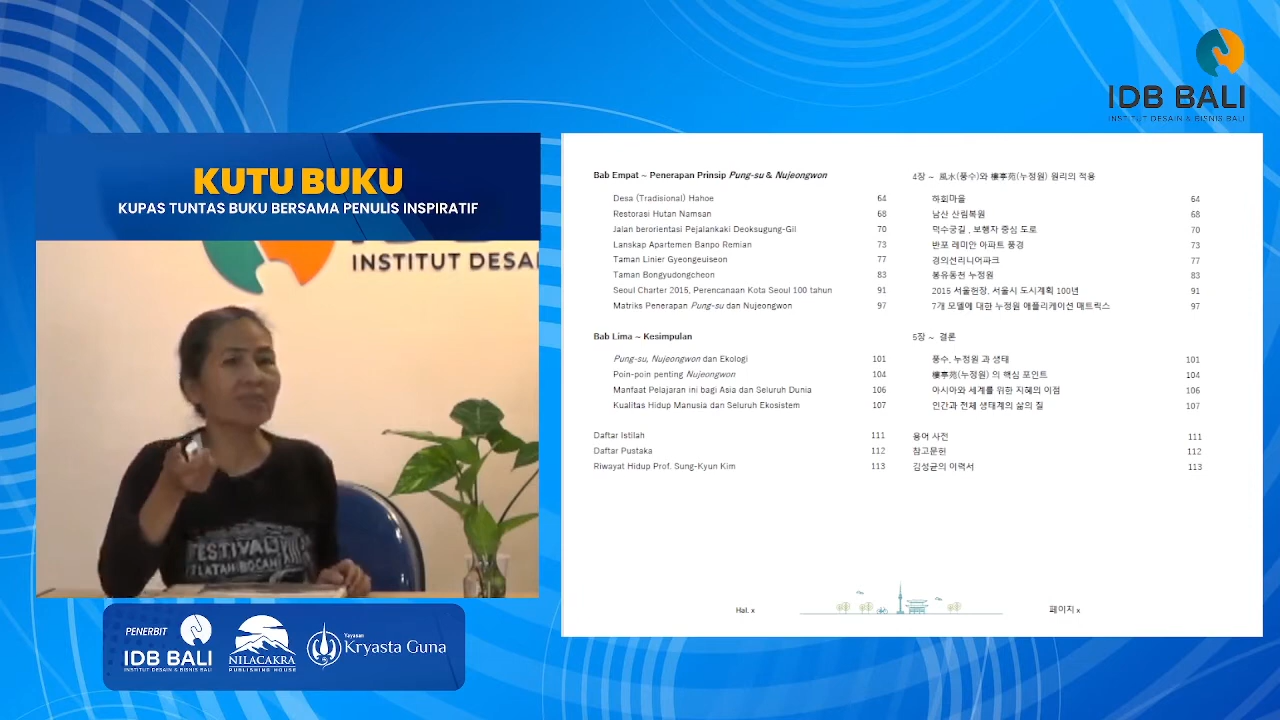 IDB BALI
INSTITUT DESAIN & BISNIS BALI
KUTU BUKU
KUPAS TUNTAS BUKU BERSAMA PENULIS INSPIRATIF
INSTITUT DESAI
FESTIVAL
LATAH BOCAH
PENERBIT
IDB BALI
INSTITUT DESAIN & BISNIS BALI
NILACAKRA
PUBLISHING HOUSE
Yayasan
Kryasta Guna
Bab Empat ~ Penerapan Prinsip Pung-su & Nujeongwon
Desa (Tradisional) Hahoe 64
Restorasi Hutan Namsan 68
Jalan berorientasi Pejalankaki Deoksugung-Gil 70
Lanskap Apartemen Banpo Remian 73
Taman Linier Gyeongeuiseon 77
Taman Bongyudongcheon 83
Seoul Charter 2015, Perencanaan Kota Seoul 100 tahun 91
Matriks Penerapan Pung-su dan Nujeongwon 97
Bab Lima ~ Kesimpulan
Pung-su, Nujeongwon dan Ekologi 101
Poin-poin penting Nujeongwon 104
Manfaat Pelajaran ini bagi Asia dan Seluruh Dunia 106
Kualitas Hidup Manusia dan Seluruh Ekosistem 107
Daftar Istilah 111
Daftar Pustaka 112
Riwayat Hidup Prof. Sung-Kyun Kim 113
4장 ~ 風水(풍수)와 樓亭苑(누정원) 원리의 적용
하회마을 64
남산 산림복원 68
덕수궁길 , 보행자 중심 도로 70
반포 레미안 아파트 풍경 73
경의선리니어파크 77
봉유동천 누정원 83
2015 서울헌장, 서울시 도시계획 100년 91
7개 모델에 대한 누정원 애플리케이션 매트릭스 97
5장 ~ 결론
풍수, 누정원 과 생태 101
樓亭苑(누정원) 의 핵심 포인트 104
아시아와 세계를 위한 지혜의 이점 106
인간과 전체 생태계의 삶의 질 107
용어 사전 111
참고문헌 112
김성균의 이력서 113
Hal. x
페이지 x